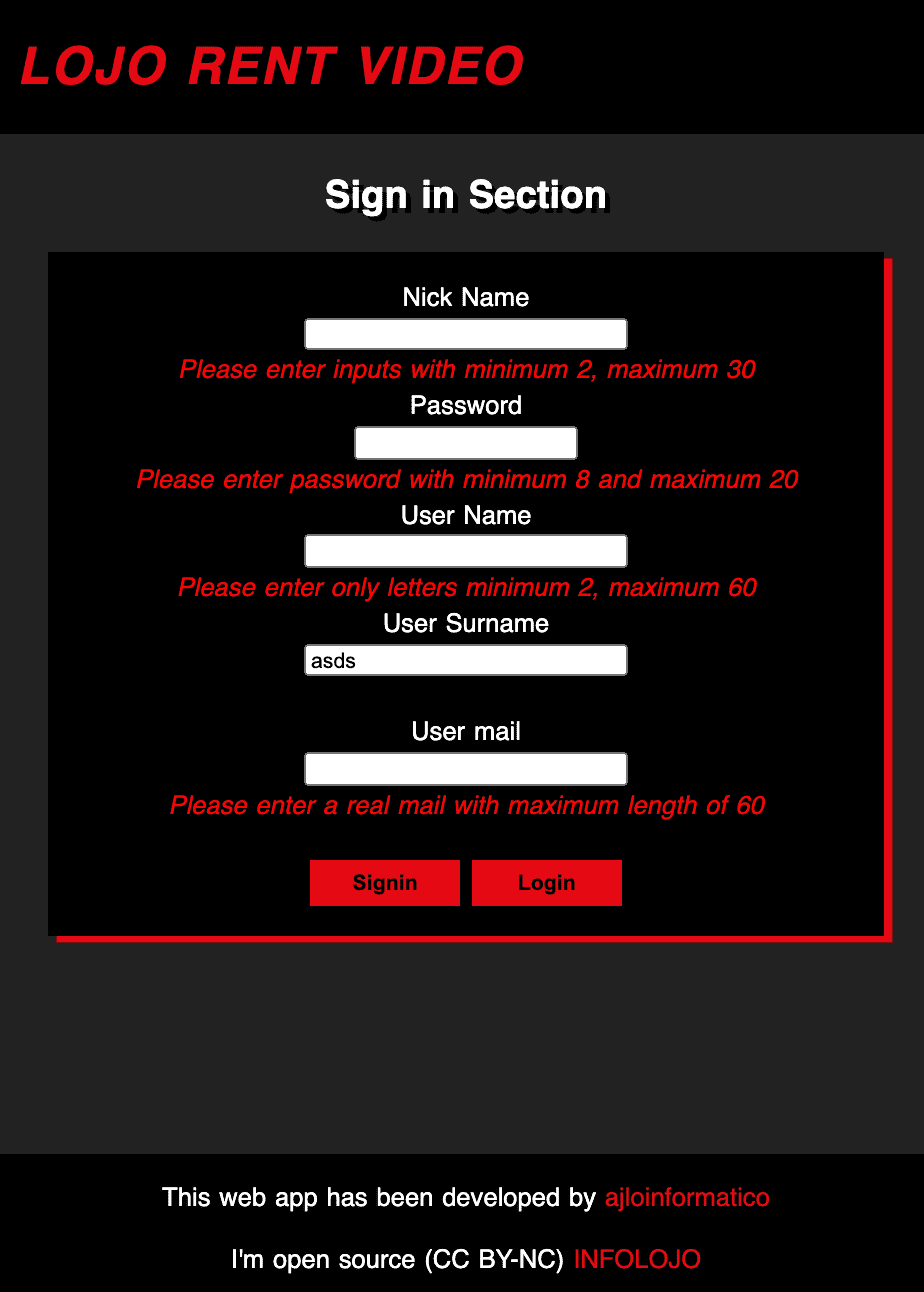 LOJO RENT VIDEO
Sign in Section
Nick Name
Please enter inputs with minimum 2, maximum 30
Password
Please enter password with minimum 8 and maximum 20
User Name
Please enter only letters minimum 2, maximum 60
User Surname
asds
User mail
Please enter a real mail with maximum length of 60
Signin Login
This web app has been developed by ajloinformatico
I'm open source (CC BY-NC) INFOLOJO